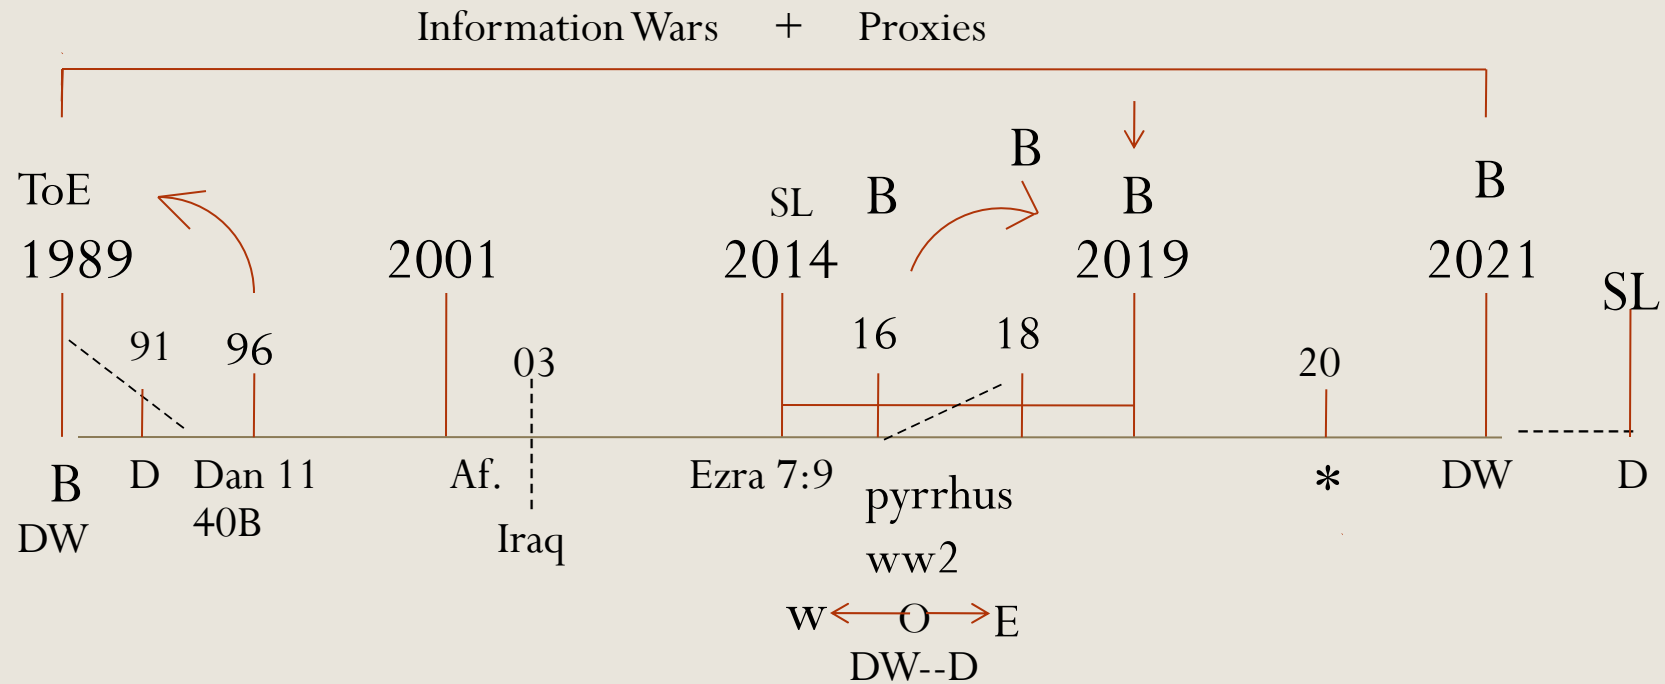 Information Wars + Proxies
B
ToE SL B B B
1989 2001 2014 2019 2021
SL
91 96 03 16 18 20
B D Dan 11 Af. Ezra 7:9 * DW D
40B
DW Iraq
pyrrhus
ww2
W O E
DW--D